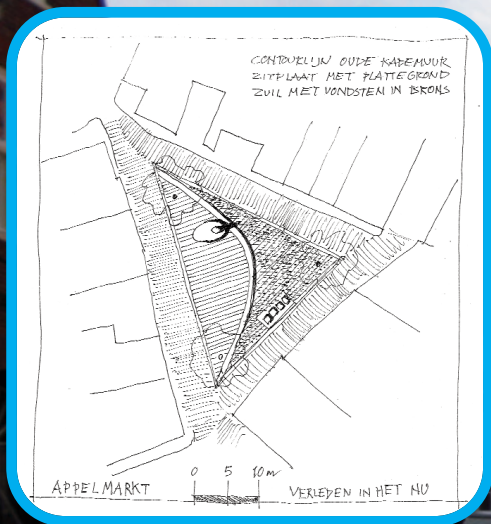 CONTOURLIJN OUDE KADEMUUR
ZITPLAAT MET PLATTEGROND
ZUIL MET VONDSTEN IN BRONS
0 5 10m
APPELMARKT
VERLEDEN IN HET NU